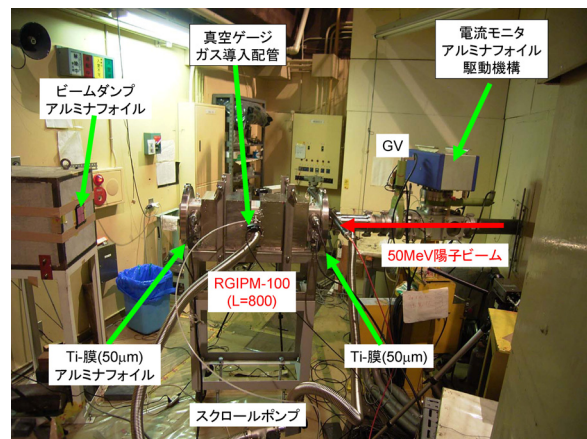 真空ゲージ
ガス導入配管
電流モニタ
アルミナフォイル
駆動機構
ビームダンプ
アルミナフォイル
GV
50MeV陽子ビーム
RGIPM-100
(L=800)
Ti-膜(50μm)
アルミナフォイル
Ti-膜(50μm)
スクロールポンプ